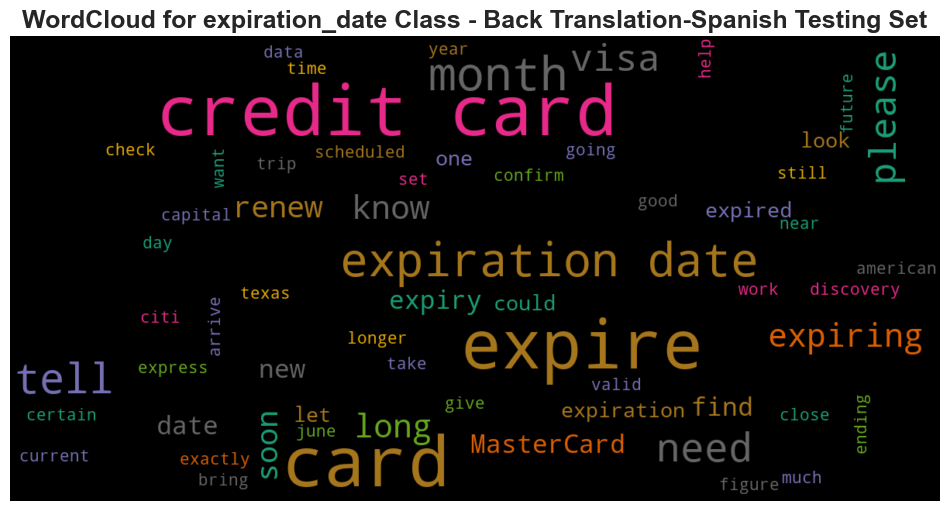 WordCloud for expiration_date Class - Back Translation-Spanish Testing Set
data
year
help
time
month
visa
please
credit card
future
check
want
trip
scheduled
one
going
look
set
confirm
still
capital
renew
know
good
expired
near
day
expiration date
american
texas
expiry
could
work
discovery
citi
arrive
longer
expire
expiring
tell
express
new
take
valid
certain
date
soon
let
june
long
give
expiration
find
close
ending
current
exactly
bring
card
MasterCard
need
figure
much